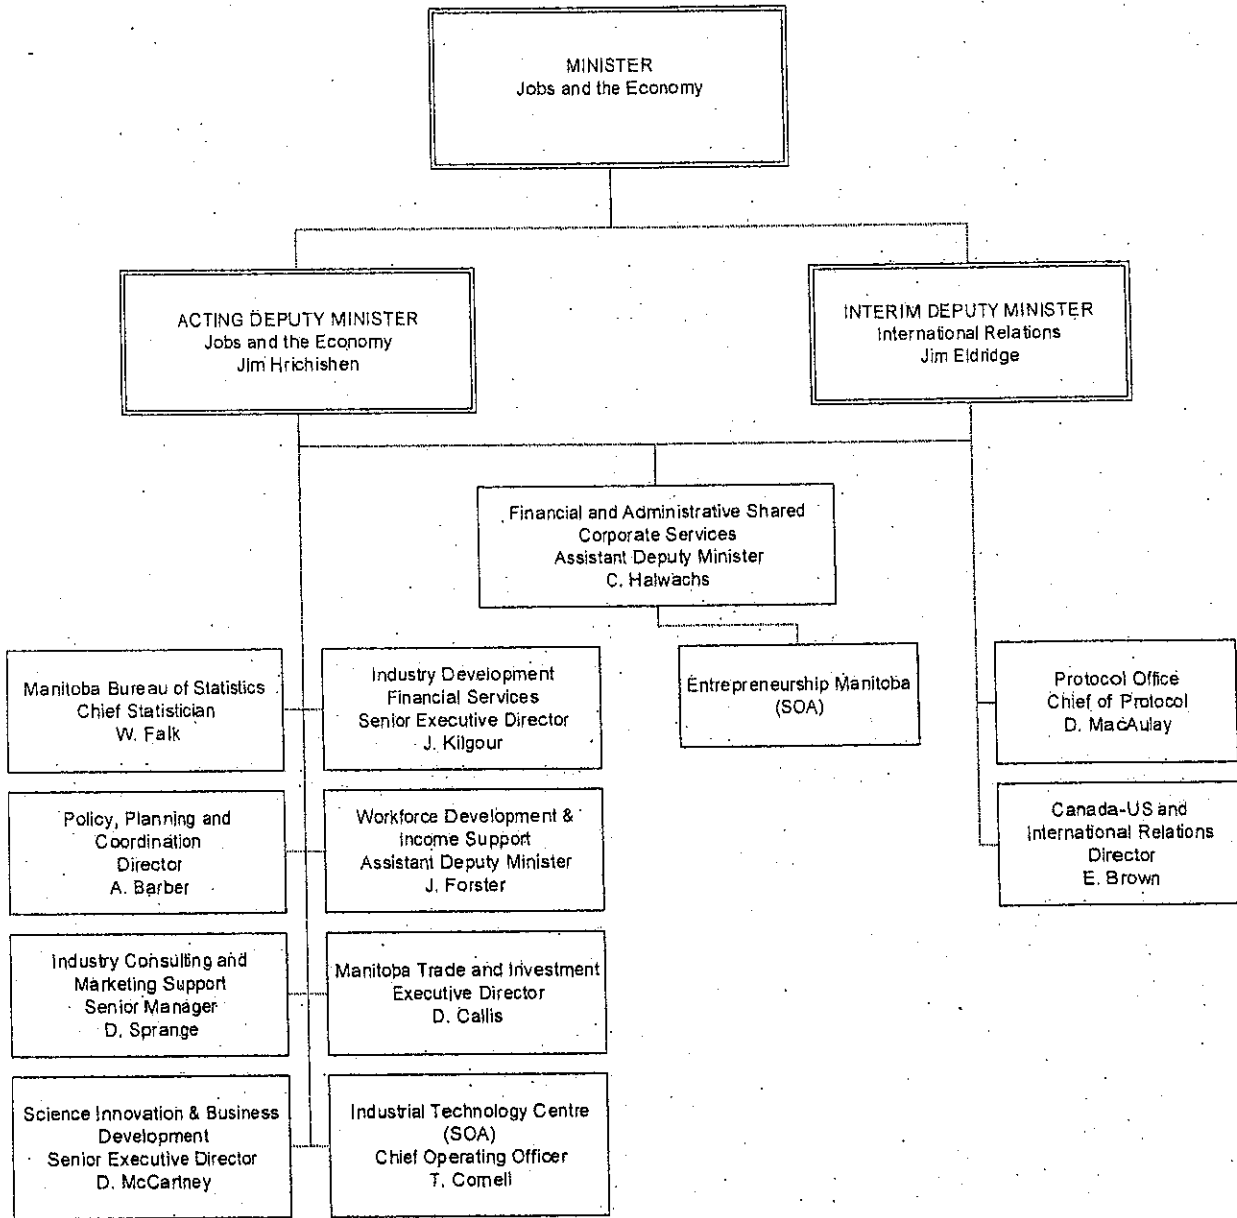 MINISTER
Jobs and the Economy
ACTING DEPUTY MINISTER
Jobs and the Economy
Jim Hrichishen
INTERIM DEPUTY MINISTER
International Relations
Jim Eldridge
Financial and Administrative Shared
Corporate Services
Assistant Deputy Minister
C. Halwachs
Entrepreneurship Manitoba
(SOA)
Manitoba Bureau of Statistics
Chief Statistician
W. Falk
Industry Development
Financial Services
Senior Executive Director
J. Kilgour
Policy, Planning and
Coordination
Director
A. Barber
Workforce Development &
Income Support
Assistant Deputy Minister
J. Forster
Industry Consulting and
Marketing Support
Senior Manager
D. Sprange
Manitoba Trade and Investment
Executive Director
D. Callis
Science Innovation & Business
Development
Senior Executive Director
D. McCartney
Industrial Technology Centre
(SOA)
Chief Operating Officer
T. Cornell
Protocol Office
Chief of Protocol
D. MacAulay
Canada-US and
International Relations
Director
E. Brown